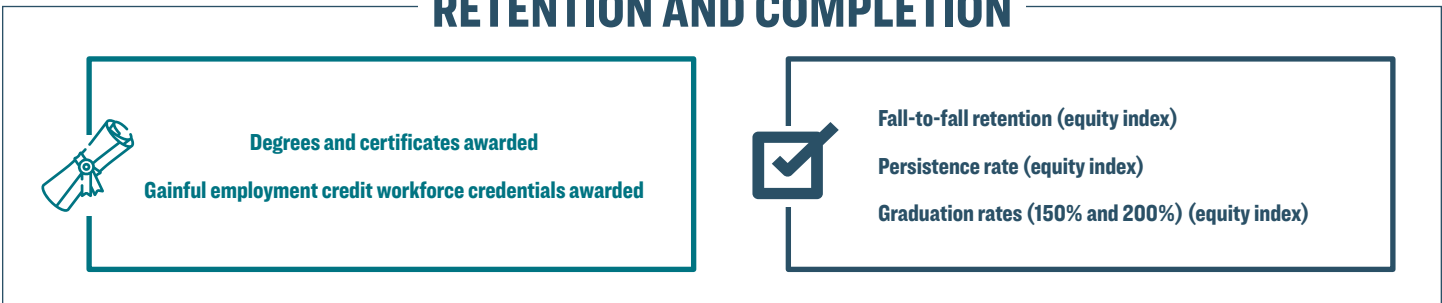 RETENTION AND COMPLETION
Degrees and certificates awarded
Gainful employment credit workforce credentials awarded
Fall-to-fall retention (equity index)
Persistence rate (equity index)
Graduation rates (150% and 200%) (equity index)